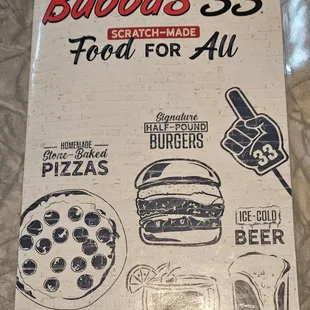 Bubba's 33
SCRATCH-MADE
Food FOR All
Signature
HALF-POUND
BURGERS
HOMEMADE
Stone-Baked
PIZZAS
33
ICE-COLD
BEER